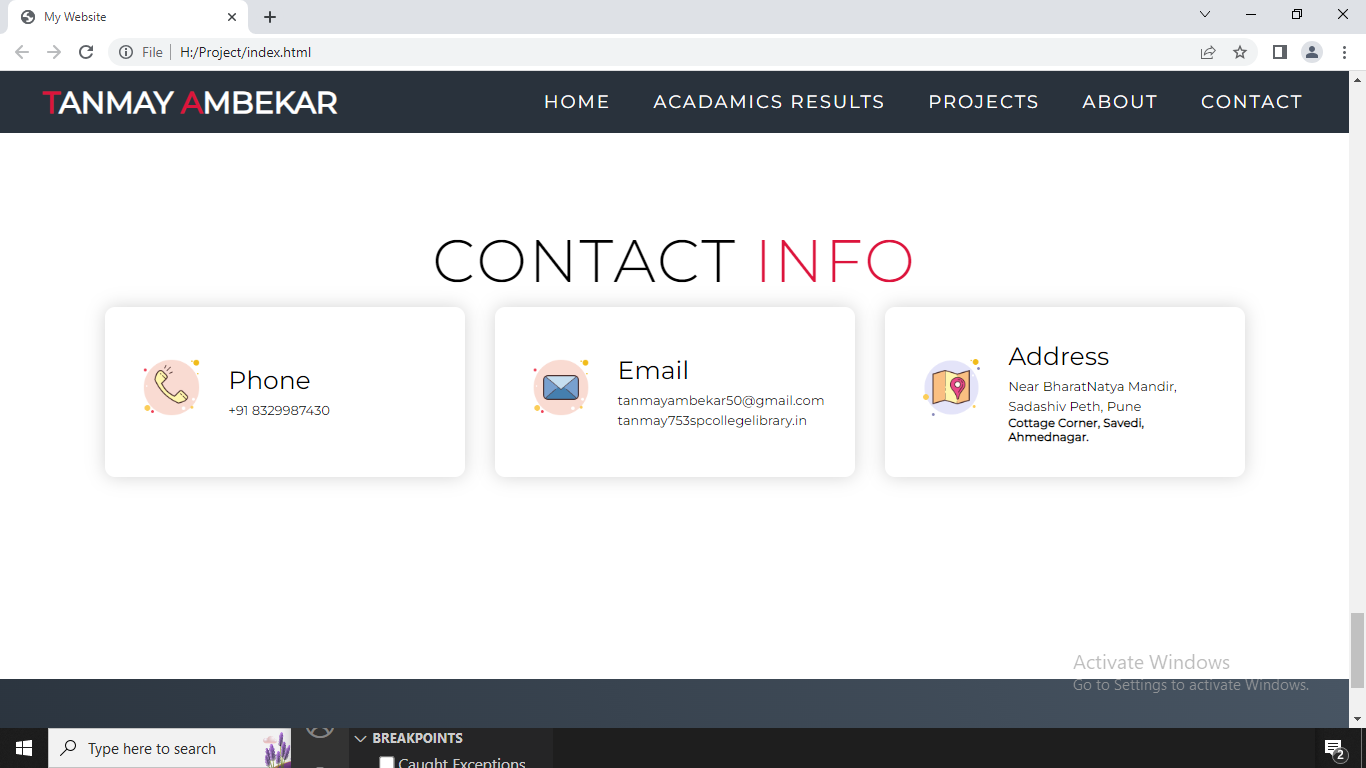 My Website
File H:/Project/index.html
TANMAY AMBEKAR
HOME ACADAMICS RESULTS PROJECTS ABOUT CONTACT
CONTACT INFO
Phone
+91 8329987430
Email
tanmayambekar50@gmail.com
tanmay753spcollegelibrary.in
Address
Near BharatNatya Mandir,
Sadashiv Peth, Pune
Cottage Corner, Savedi,
Ahmednagar.
Activate Windows
Go to Settings to activate Windows.
BREAKPOINTS
Caught Exceptions
Type here to search
2